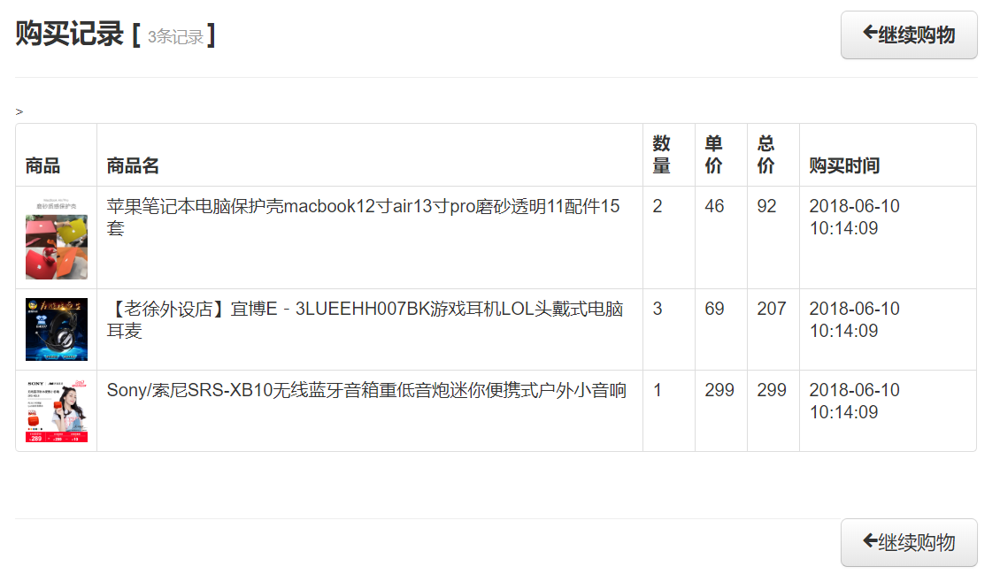 购买记录 [ 3条记录 ]
继续购物
>
商品 商品名 数量 单价 总价 购买时间
磨砂质感保护壳
苹果笔记本电脑保护壳macbook12寸air13寸pro磨砂透明11配件15 2 46 92 2018-06-10
套 10:14:09
【老徐外设店】宜博E - 3LUEEHH007BK游戏耳机LOL头戴式电脑 3 69 207 2018-06-10
耳麦 10:14:09
SONY
Sony/索尼SRS-XB10无线蓝牙音箱重低音炮迷你便携式户外小音响 1 299 299 2018-06-10
10:14:09
继续购物